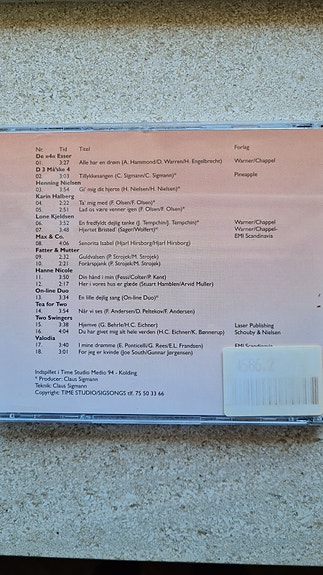 Nr. Tid Titel Forlag
De »4« Esser
01. 3:27 Alle har en drøm (A. Hammond/D. Warren/H. Engelbrecht) Warner/Chappel
D 3 Må'ske 4
02. 3:03 Tillykkesangen (C. Sigmann/C. Sigmann)* Pineapple
Henning Nielsen
03. 3:54 Gi' mig dit hjerte (H. Nielsen/H. Nielsen)*
Karin Halberg
04. 2:22 Ta' mig med (P. Olsen/F. Olsen)*
05. 2:51 Lad os være venner igen (F. Olsen/F. Olsen)*
Lone Kjeldsen
06. 3:52 En fredfyldt dejlig tanke (J. Tempchin/J. Tempchin)* Warner/Chappel
07. 3:48 Hjertet Bristed' (Sager/Wolfert)* Warner/Chappel-
Max & Co. EMI Scandinavia
08. 4:06 Senorita Isabel (Hjarl Hirsborg/Hjarl Hirsborg)
Fatter & Mutter
09. 2:32 Guldvalsen (P. Strojek/M. Strojek)
10. 2:21 Forårspjank (P. Strojek/M. Strojek)
Hanne Nicole
11. 3:50 Din hånd i min (Fess/Colter/P. Kent)
12. 2:17 Her i vores hus er glæde (Stuart Hamblen/Arvid Muller)
On-line Duo
13. 3:34 En lille dejlig sang (On-line Duo)*
Tea for Two
14. 3:54 Når vi ses (P. Andersen/D. Peltekov/F. Andersen)
Two Swingers
15. 3:38 Hjemve (G. Behrle/H.C. Eichner) Laser Publishing
16. 4:04 Du har givet mig alt hele verden (H.C. Eichner/K. Bønnerup) Schouby & Nielsen
Valodia
17. 3:40 I mine drømme (E. Ponticelli/G. Rees/E.L. Frandsen) EMI Scandinavia
18. 3:01 For jeg er kvinde (Joe South/Gunnar Jørgensen)
Indspillet i Time Studio Medio 94 - Kolding
* Producer: Claus Sigmann
Teknik: Claus Sigmann
Copyright: TIME STUDIO/SIGSONGS tlf. 75 50 33 66